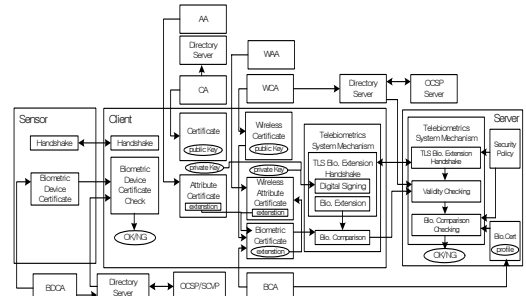 AA
Directory
Server
WAA
CA
WCA
Directory
Server
OCSP
Server
Sensor
Client
Server
Handshake
Handshake
Biometric
Device
Certificate
Biometric
Device
Certificate
Check
OK/NG
Certificate
public Key
private Key
Attribute
Certificate
extenstion
Wireless
Certificate
public Key
private Key
Wireless
Attribute
Certificate
extenstion
Biometric
Certificate
extenstion
Telebiometrics
System Mechanism
TLS Bio. Extension
Handshake
Digital Signing
Bio. Extension
Bio. Comparison
Telebiometrics
System Mechanism
TLS Bio. Extension
Handshake
Validity Checking
Bio. Comparison
Checking
OK/NG
Security
Policy
Bio.Cert
profile
BDCA
Directory
Server
OCSP/SCVP
BCA